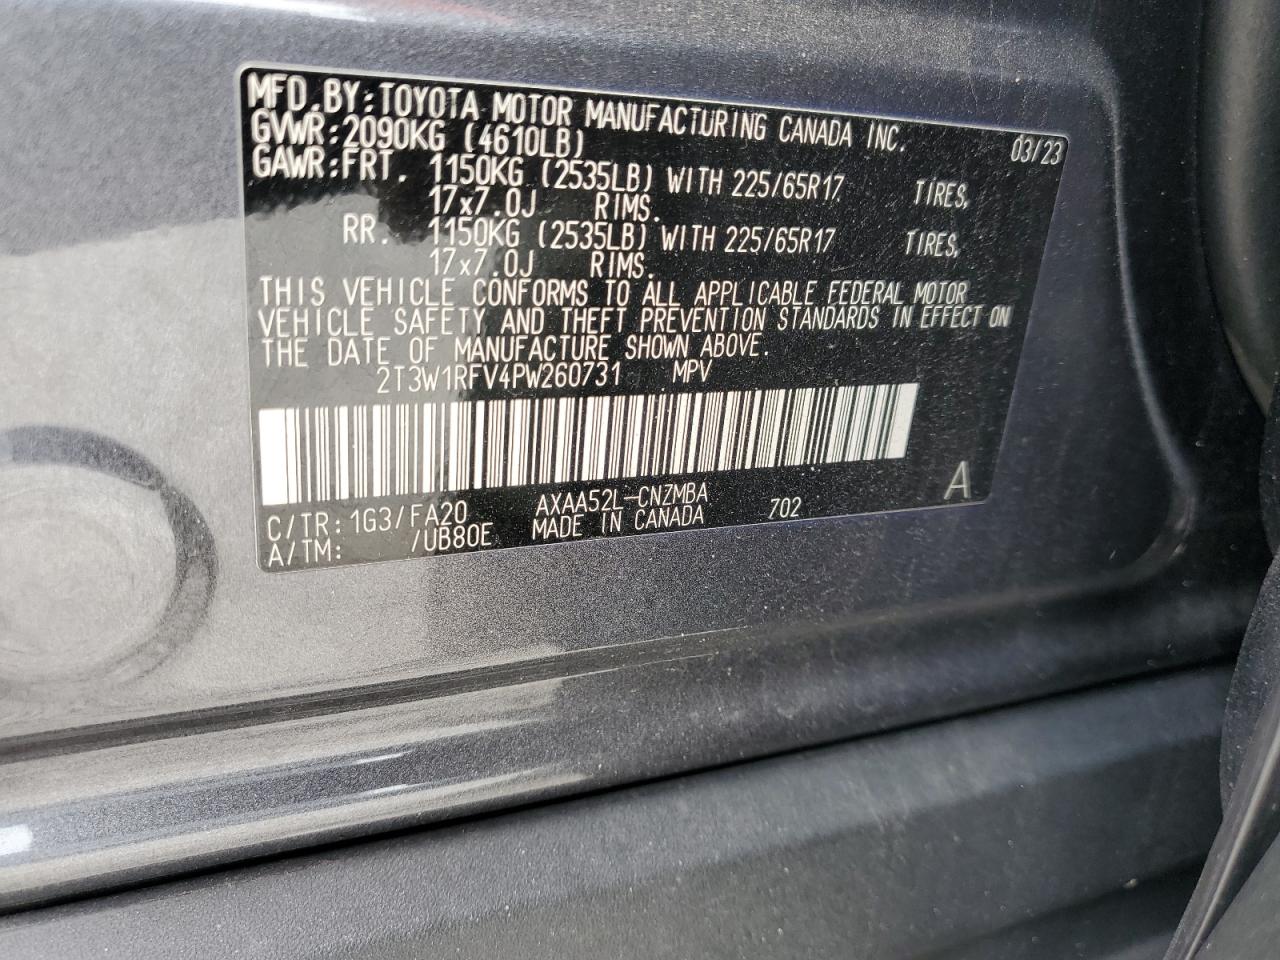 MFD.BY:TOYOTA MOTOR MANUFACTURING CANADA INC. 03/23
GVWR:2090KG (4610LB)
GAWR:FRT. 1150KG (2535LB) WITH 225/65R17 TIRES,
17x7.0J RIMS.
RR. 1150KG (2535LB) WITH 225/65R17 TIRES,
17x7.0J RIMS.
THIS VEHICLE CONFORMS TO ALL APPLICABLE FEDERAL MOTOR
VEHICLE SAFETY AND THEFT PREVENTION STANDARDS IN EFFECT ON
THE DATE OF MANUFACTURE SHOWN ABOVE.
2T3W1RFV4PW260731 MPV
C/TR:1G3/FA20 AXAA52L-CNZMBA 702 A
A/TM: /UB80E MADE IN CANADA